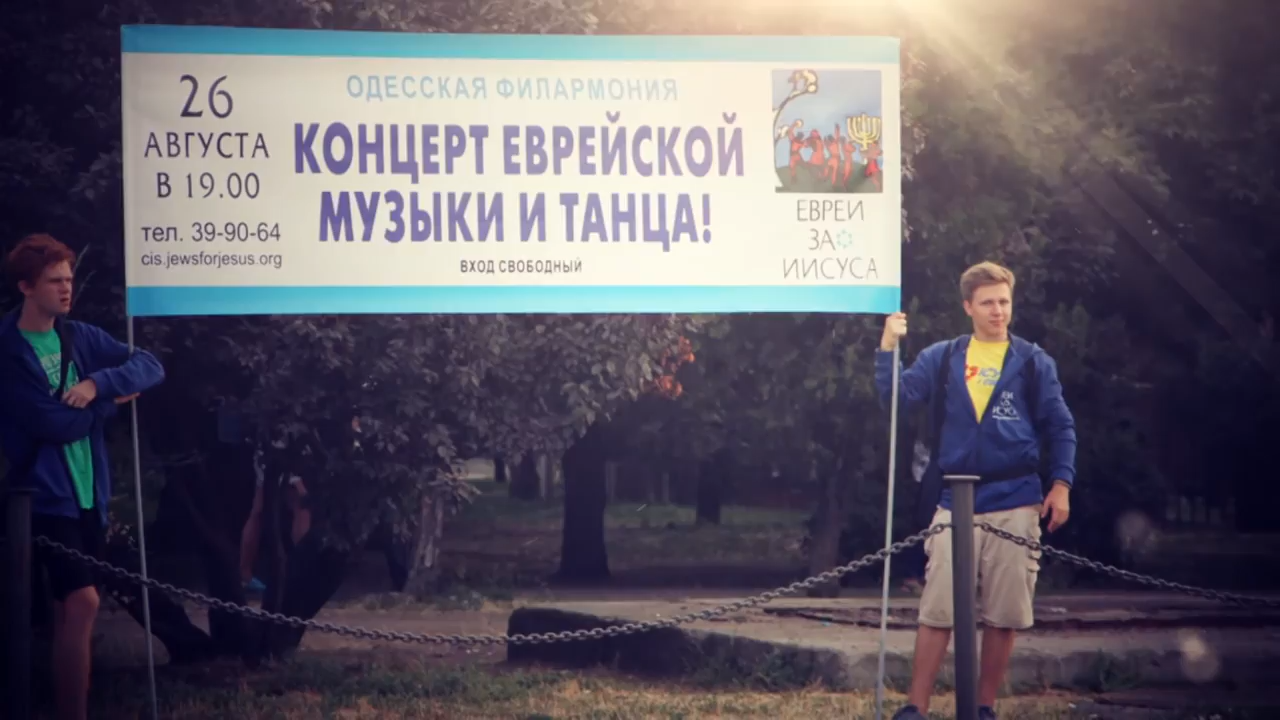 26
АВГУСТА
В 19.00
тел. 39-90-64
cis.jewsforjesus.org
ОДЕССКАЯ ФИЛАРМОНИЯ
КОНЦЕРТ ЕВРЕЙСКОЙ
МУЗЫКИ И ТАНЦА!
ВХОД СВОБОДНЫЙ
ЕВРЕИ
ЗА
ИИСУСА